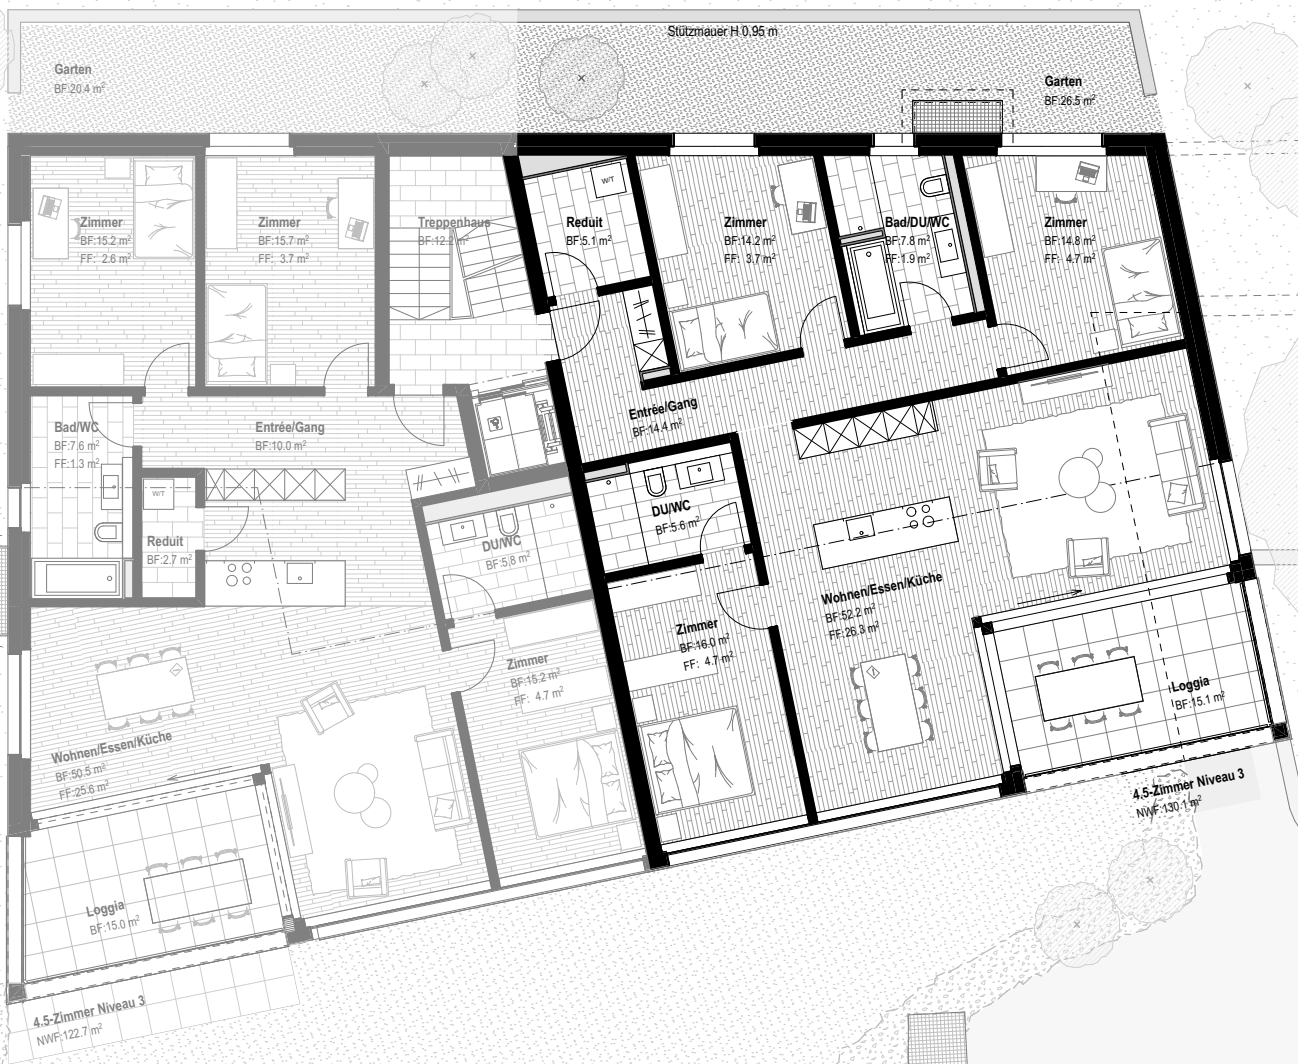 Stützmauer H 0.95 m
Garten
BF:20.4 m²
Garten
BF:26.5 m²
Zimmer
BF:15.2 m²
FF: 2.6 m²
Zimmer
BF:15.7 m²
FF: 3.7 m²
Treppenhaus
BF:12.2 m²
W/T
Reduit
BF:5.1 m²
Zimmer
BF:14.2 m²
FF: 3.7 m²
Bad/DU/WC
BF:7.8 m²
FF:1.9 m²
Zimmer
BF:14.8 m²
FF: 4.7 m²
Bad/WC
BF:7.6 m²
FF:1.3 m²
Entrée/Gang
BF:10.0 m²
Entrée/Gang
BF:14.4 m²
W/T
Reduit
BF:2.7 m²
DU/WC
BF:5.8 m²
DU/WC
BF:5.6 m²
Wohnen/Essen/Küche
BF:52.2 m²
FF:26.3 m²
Zimmer
BF:16.0 m²
FF: 4.7 m²
Zimmer
BF:15.2 m²
FF: 4.7 m²
Loggia
BF:15.1 m²
Wohnen/Essen/Küche
BF:50.5 m²
FF:25.6 m²
4.5-Zimmer Niveau 3
NWF:130.1 m²
Loggia
BF:15.0 m²
4.5-Zimmer Niveau 3
NWF:122.7 m²